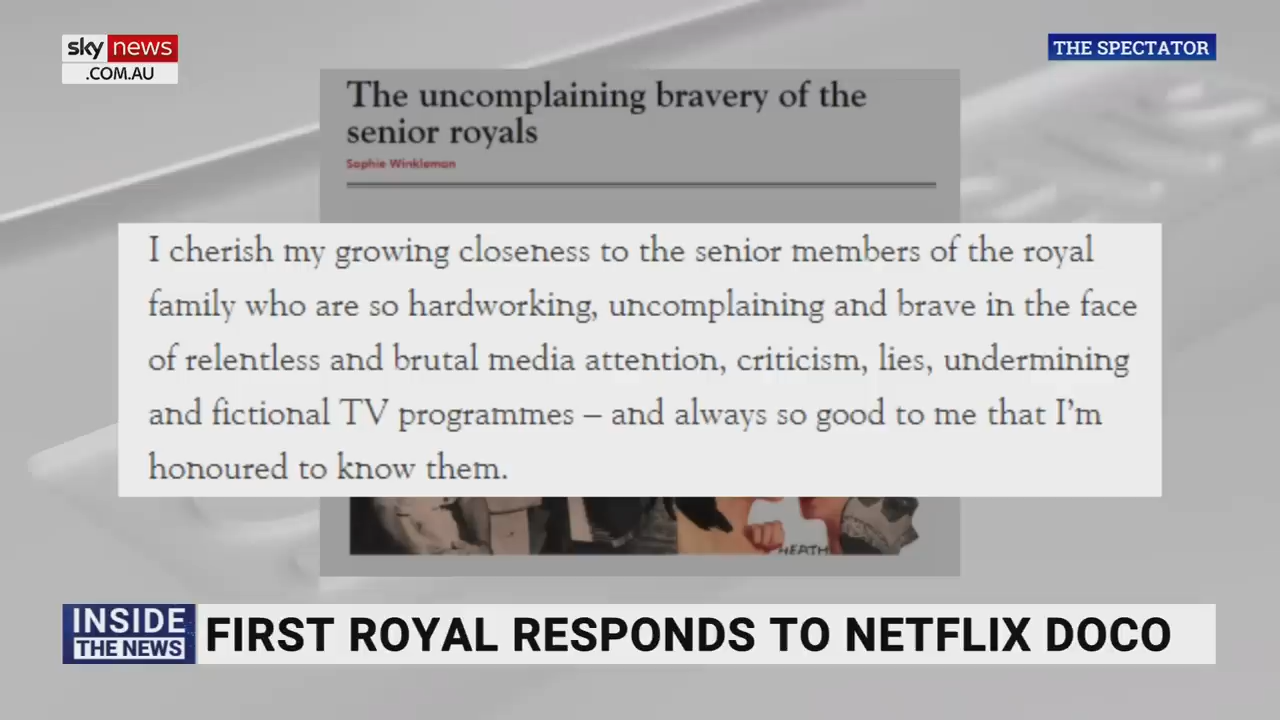 sky news
.COM.AU
THE SPECTATOR
The uncomplaining bravery of the
senior royals
Sophie Winkleman
I cherish my growing closeness to the senior members of the royal
family who are so hardworking, uncomplaining and brave in the face
of relentless and brutal media attention, criticism, lies, undermining
and fictional TV programmes – and always so good to me that I'm
honoured to know them.
HEATH
INSIDE
THE NEWS
FIRST ROYAL RESPONDS TO NETFLIX DOCO